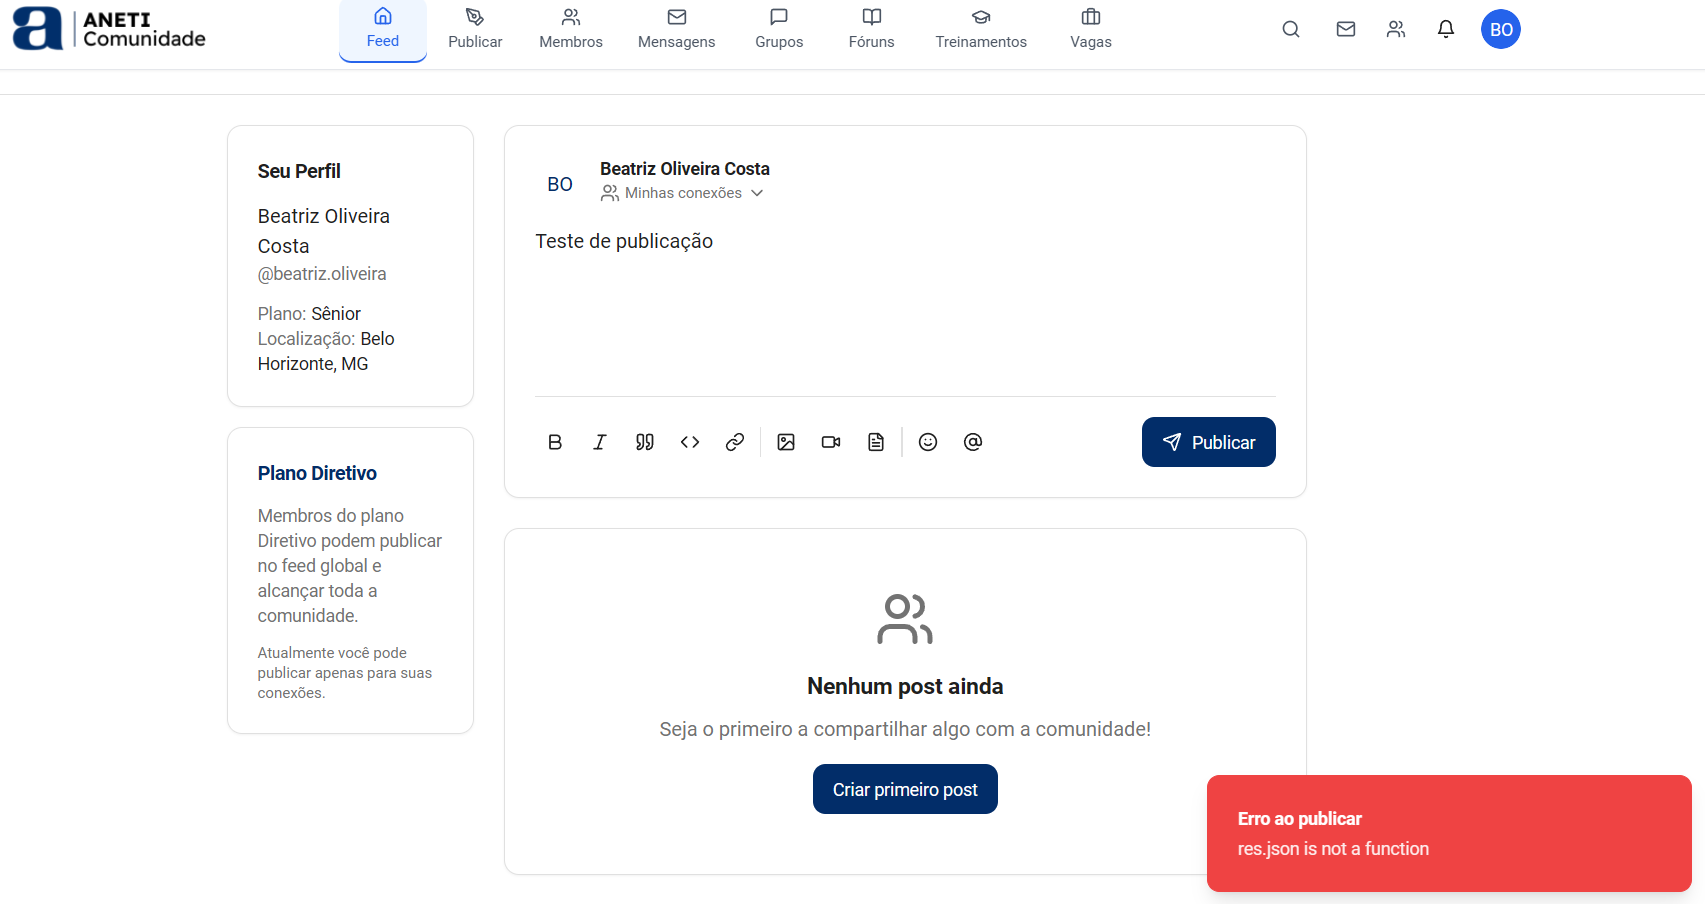 a ANETI
Comunidade
Feed
Publicar
Membros
Mensagens
Grupos
Fóruns
Treinamentos
Vagas
BO
Seu Perfil
Beatriz Oliveira
Costa
@beatriz.oliveira
Plano: Sênior
Localização: Belo
Horizonte, MG
Plano Diretivo
Membros do plano
Diretivo podem publicar
no feed global e
alcançar toda a
comunidade.
Atualmente você pode
publicar apenas para suas
conexões.
BO
Beatriz Oliveira Costa
Minhas conexões
Teste de publicação
Publicar
Nenhum post ainda
Seja o primeiro a compartilhar algo com a comunidade!
Criar primeiro post
Erro ao publicar
res.json is not a function